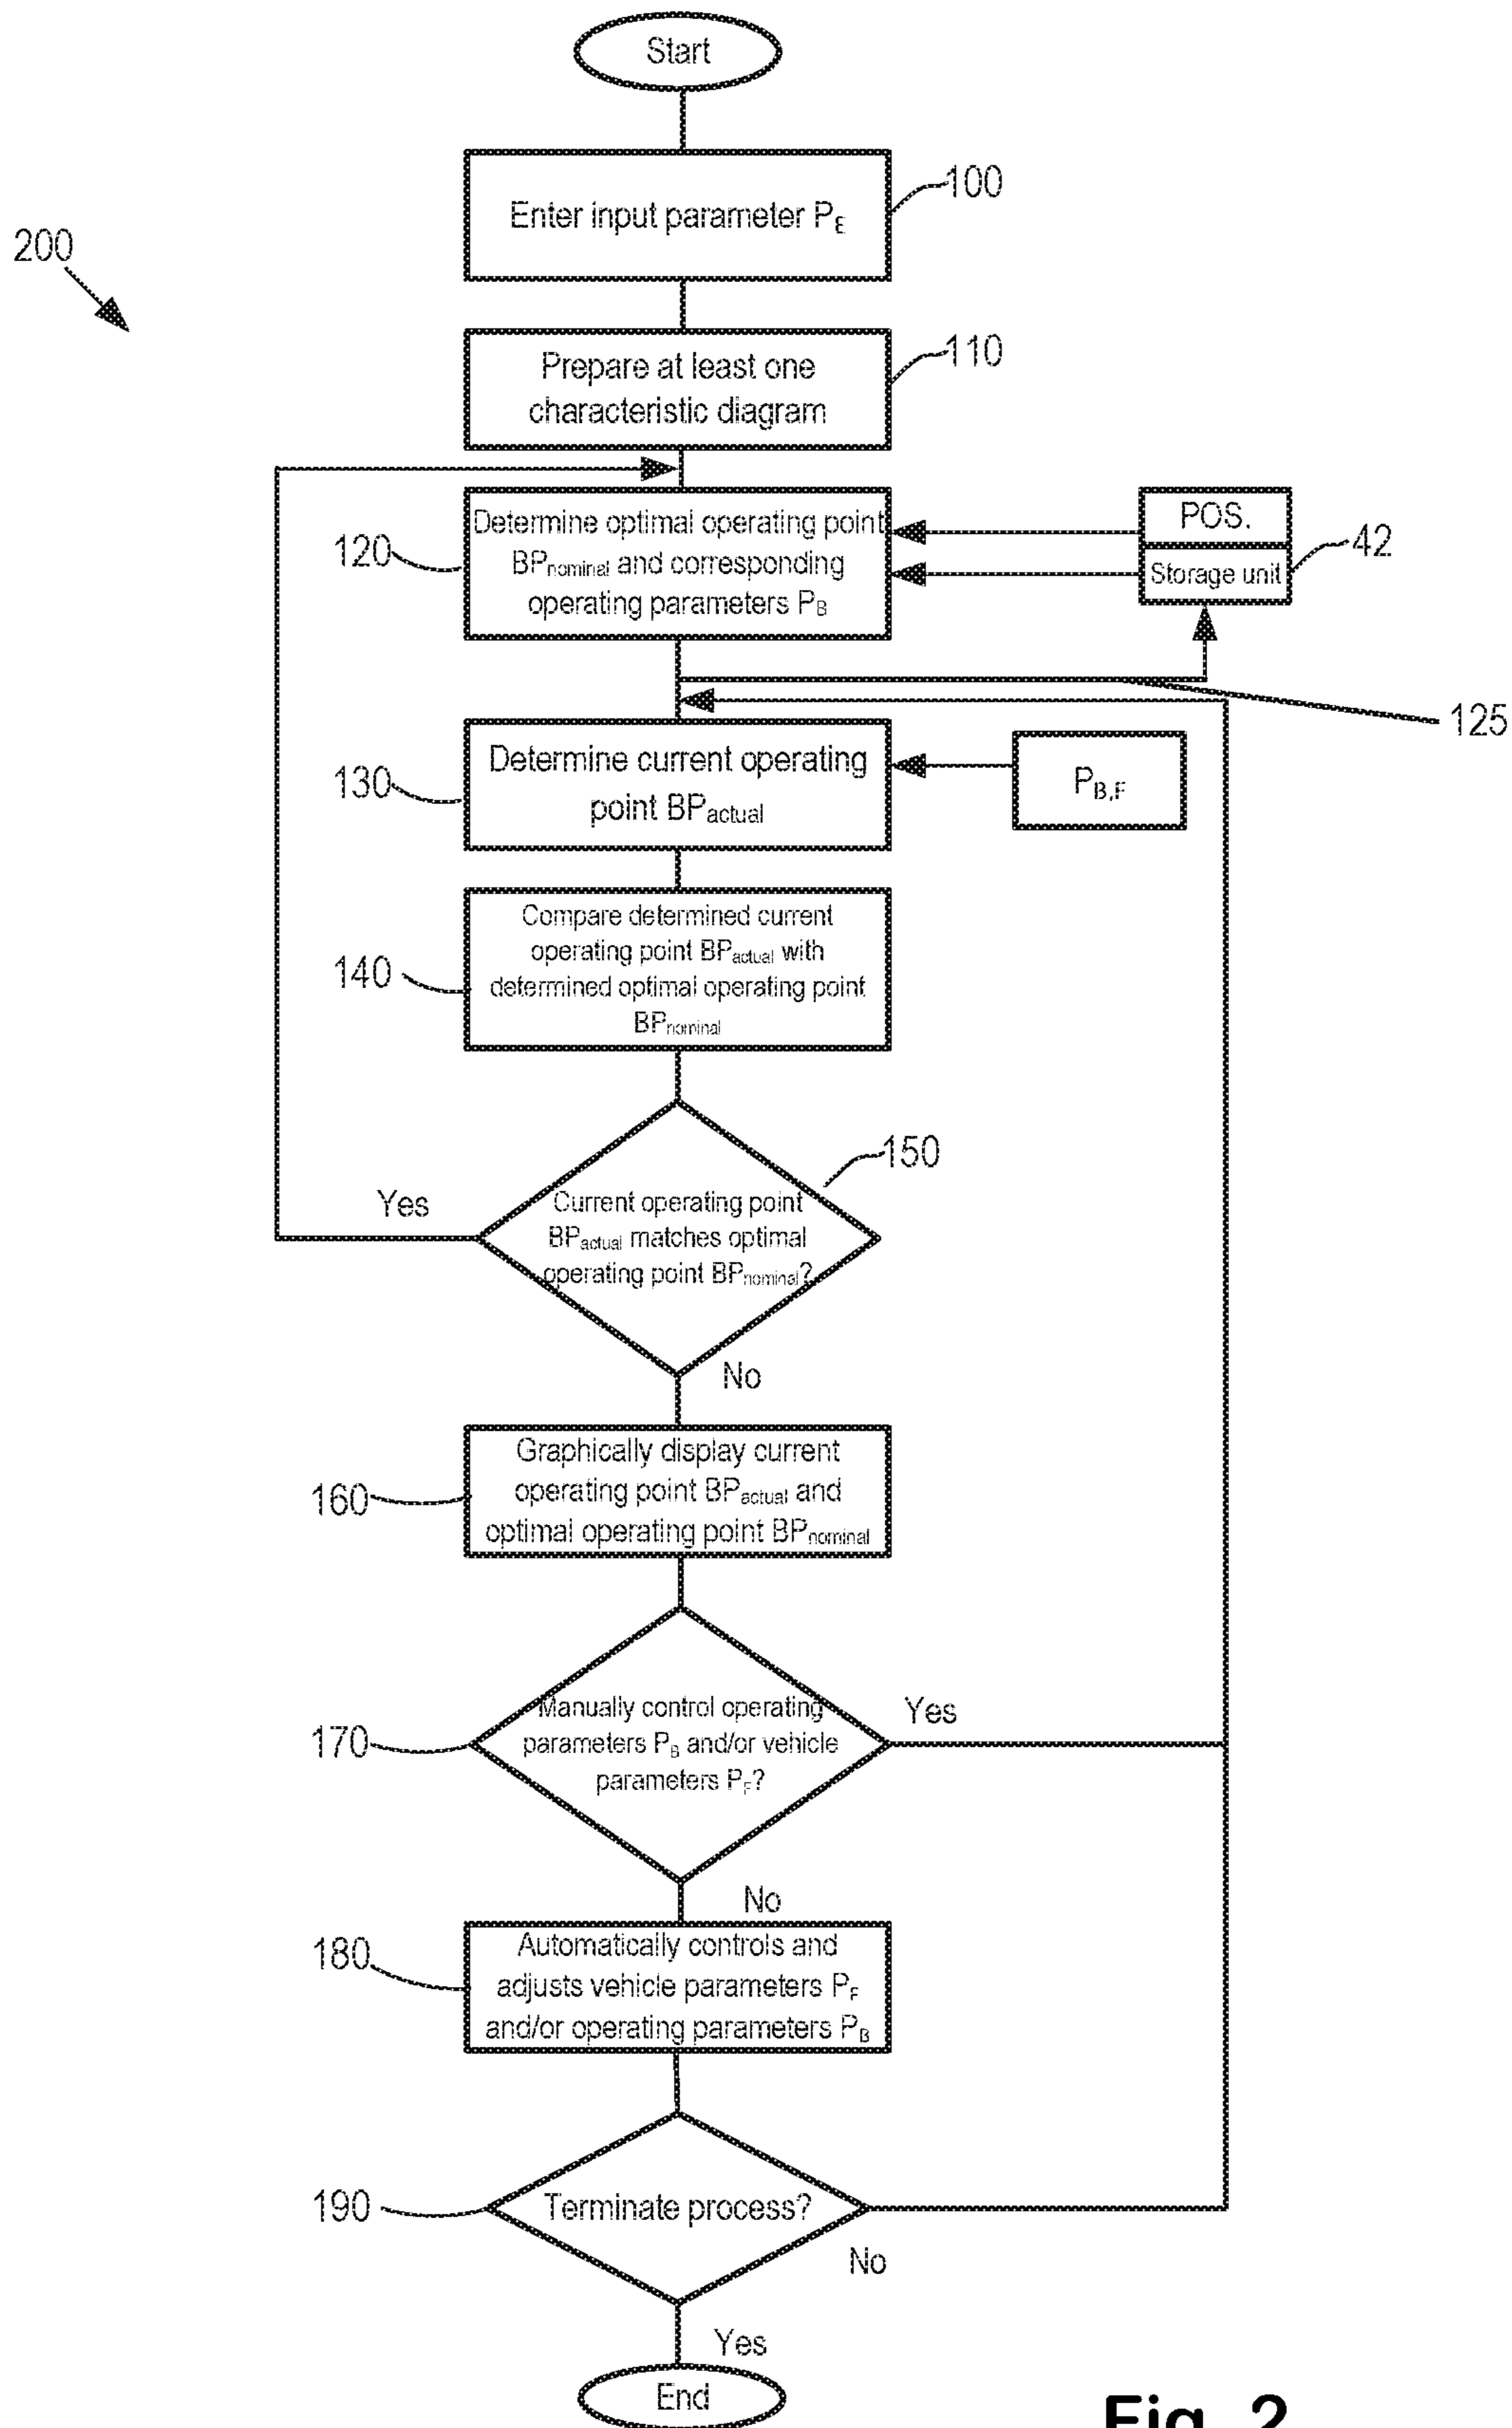 Start
Enter input parameter PE
100
200
Prepare at least one
characteristic diagram
110
Determine optimal operating point
BPnominal and corresponding
operating parameters PB
120
POS.
Storage unit
42
125
Determine current operating
point BPactual
130
PB,F
Compare determined current
operating point BPactual with
determined optimal operating point
BPnominal
140
150
Yes
Current operating point
BPactual matches optimal
operating point BPnominal?
No
Graphically display current
operating point BPactual and
optimal operating point BPnominal
160
Manually control operating
parameters PB and/or vehicle
parameters PF?
170
Yes
No
Automatically controls and
adjusts vehicle parameters PF
and/or operating parameters PB
180
Terminate process?
190
No
Yes
End
Fig. 2